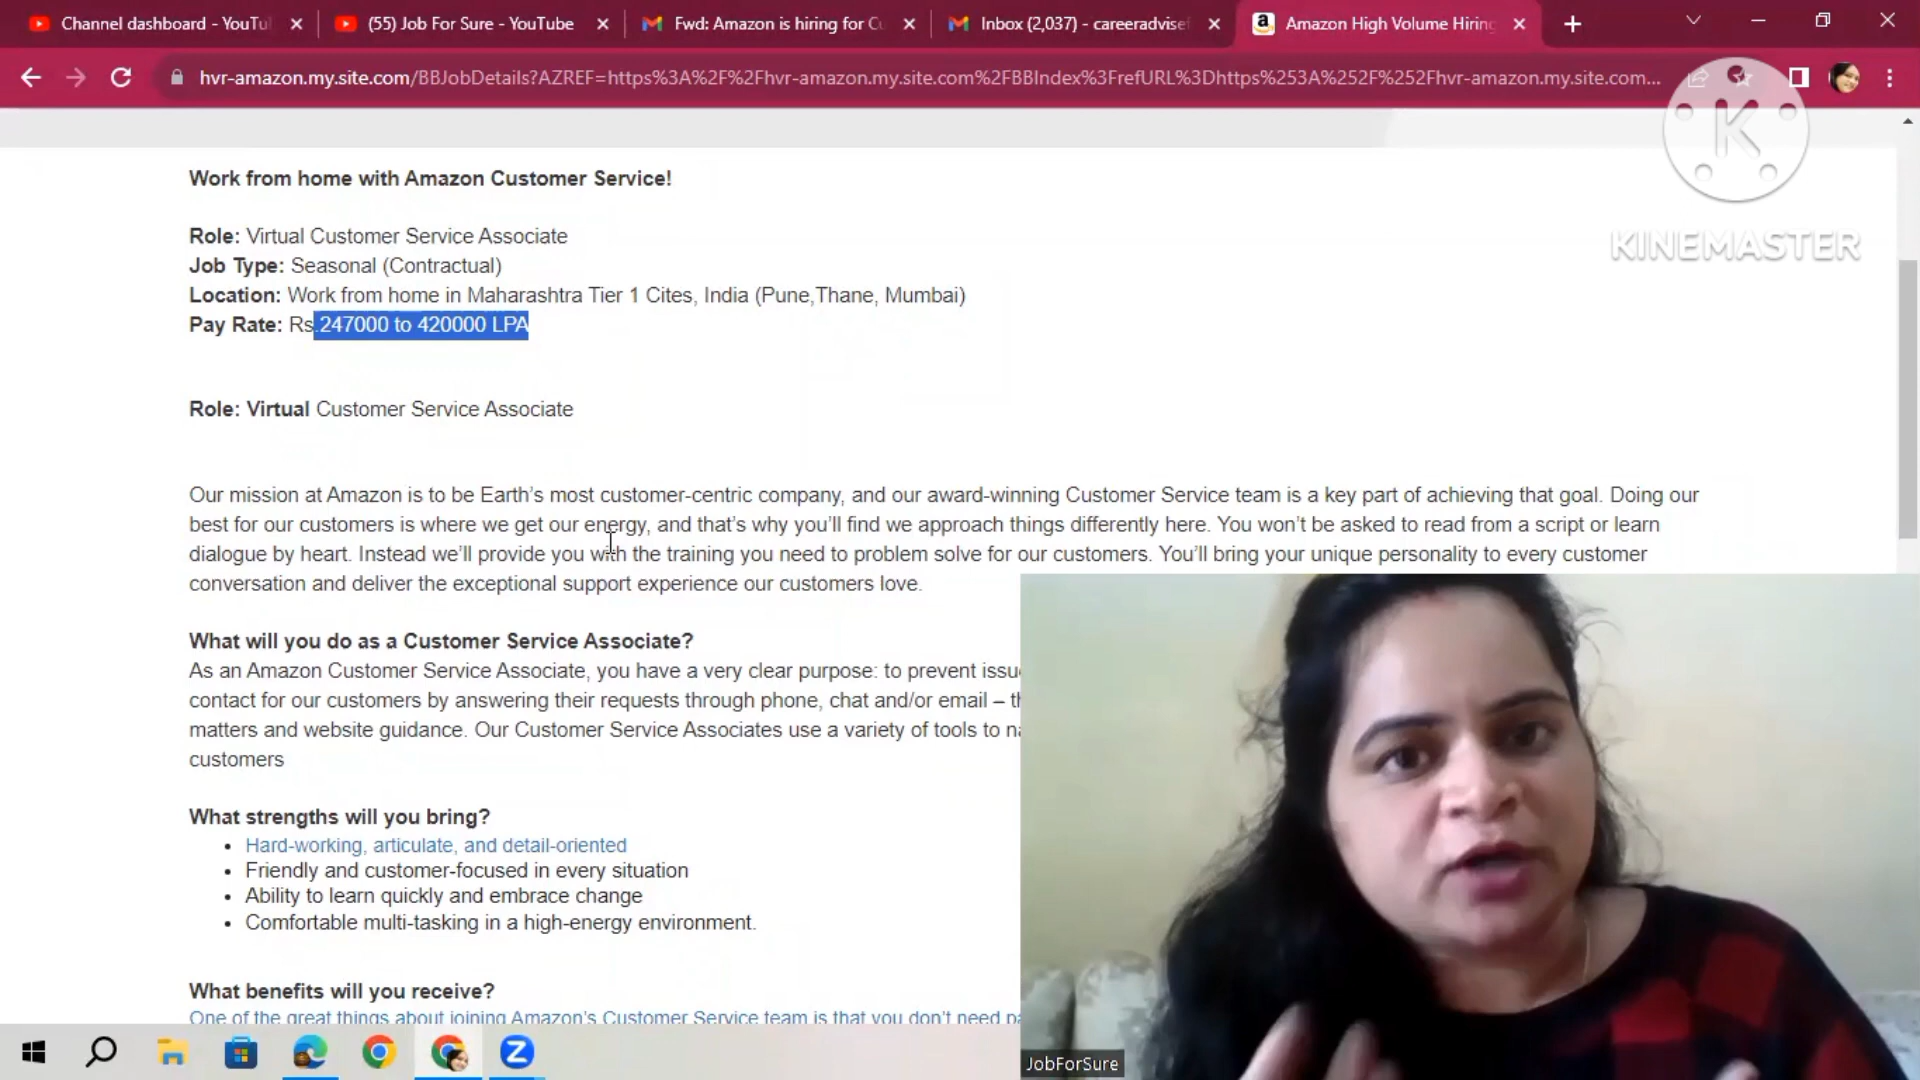 Channel dashboard - YouTu
(55) Job For Sure - YouTube
Fwd: Amazon is hiring for Cu
Inbox (2,037) - careeradvise
Amazon High Volume Hiring
hvr-amazon.my.site.com/BBJobDetails?AZREF=https%3A%2F%2Fhvr-amazon.my.site.com%2FBBIndex%3FrefURL%3Dhttps%253A%252F%252Fhvr-amazon.my.site.com...
K
KINEMASTER
Work from home with Amazon Customer Service!
Role: Virtual Customer Service Associate
Job Type: Seasonal (Contractual)
Location: Work from home in Maharashtra Tier 1 Cites, India (Pune,Thane, Mumbai)
Pay Rate: Rs.247000 to 420000 LPA
Role: Virtual Customer Service Associate
Our mission at Amazon is to be Earth's most customer-centric company, and our award-winning Customer Service team is a key part of achieving that goal. Doing our
best for our customers is where we get our energy, and that's why you'll find we approach things differently here. You won't be asked to read from a script or learn
dialogue by heart. Instead we'll provide you with the training you need to problem solve for our customers. You'll bring your unique personality to every customer
conversation and deliver the exceptional support experience our customers love.
What will you do as a Customer Service Associate?
As an Amazon Customer Service Associate, you have a very clear purpose: to prevent issu
contact for our customers by answering their requests through phone, chat and/or email – th
matters and website guidance. Our Customer Service Associates use a variety of tools to na
customers
What strengths will you bring?
• Hard-working, articulate, and detail-oriented
• Friendly and customer-focused in every situation
• Ability to learn quickly and embrace change
• Comfortable multi-tasking in a high-energy environment.
What benefits will you receive?
One of the great things about joining Amazon's Customer Service team is that you don't need pa
JobForSure